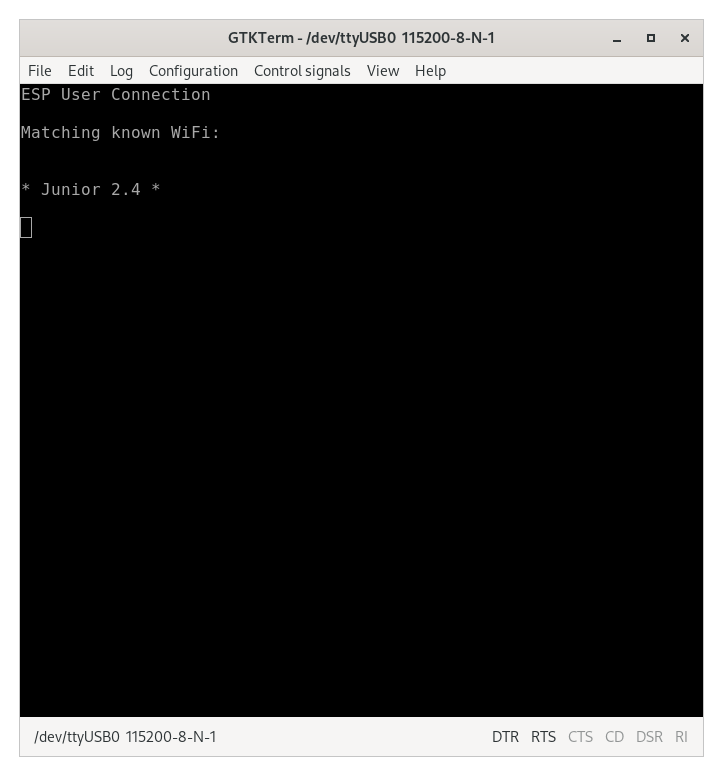 GTKTerm - /dev/ttyUSB0 115200-8-N-1
File Edit Log Configuration Control signals View Help
ESP User Connection
Matching known WiFi:
* Junior 2.4 *
/dev/ttyUSB0 115200-8-N-1 DTR RTS CTS CD DSR RI